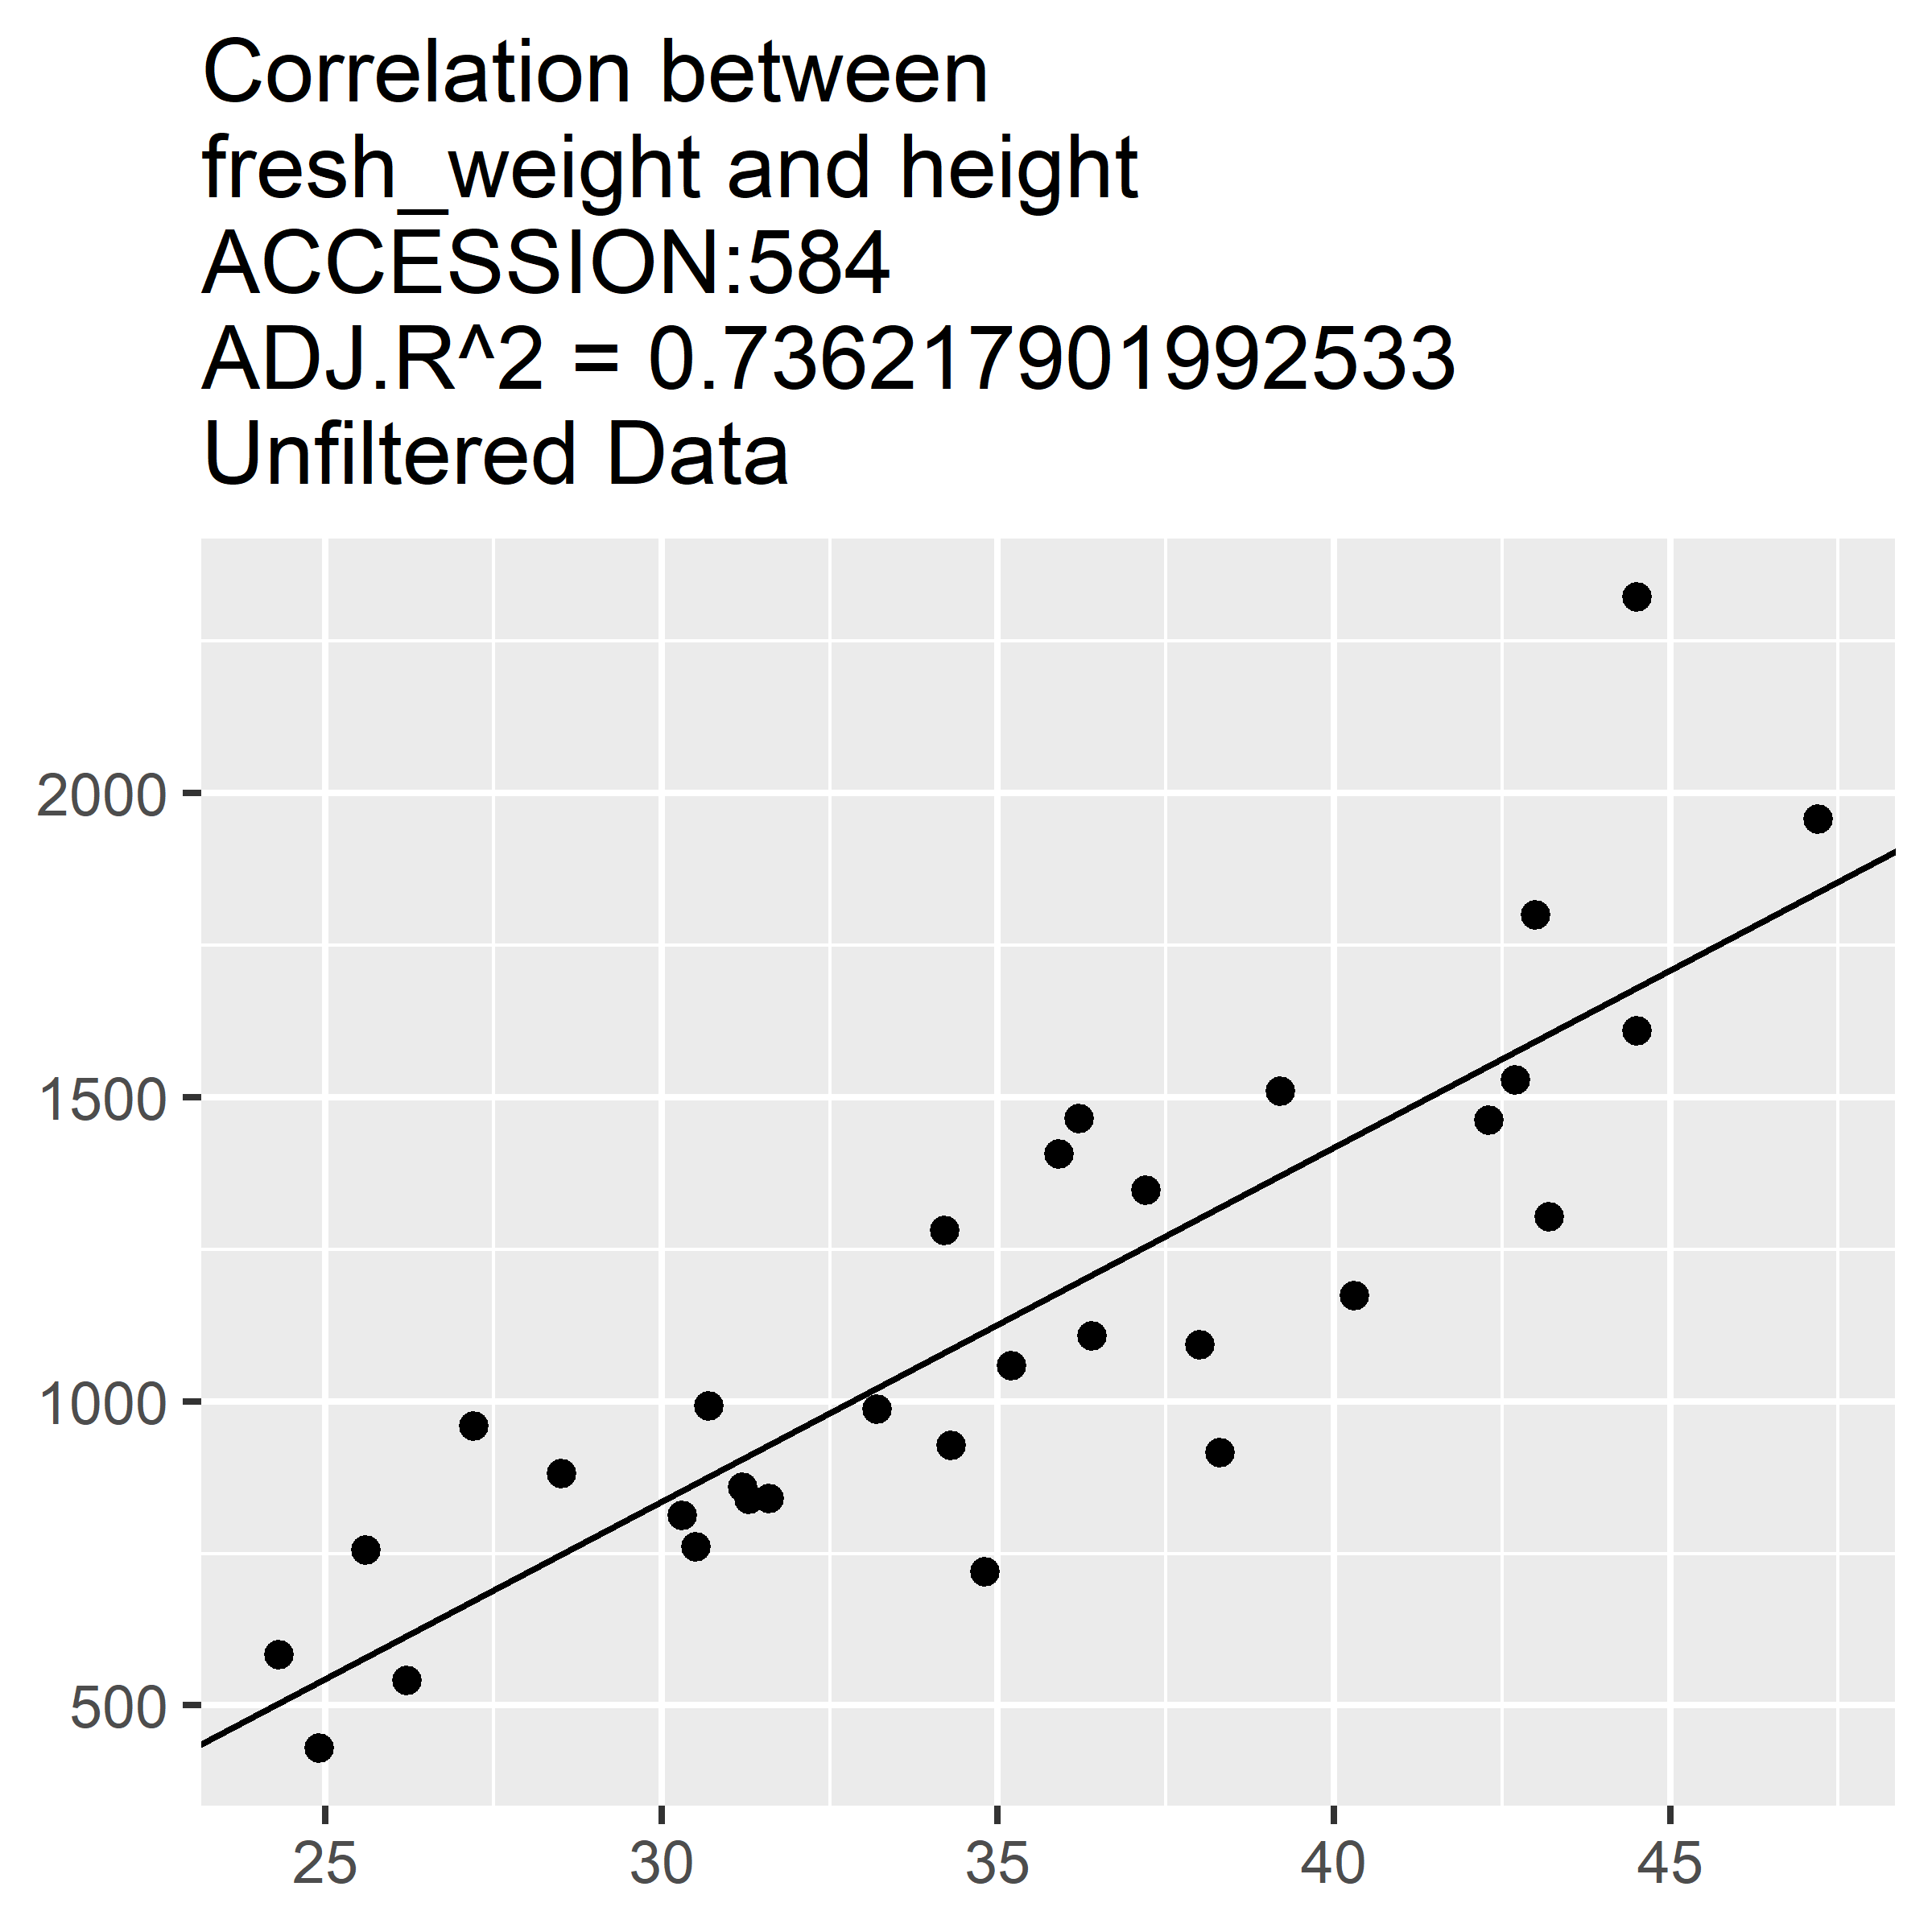 Correlation between
fresh_weight and height
ACCESSION:584
ADJ.R^2 = 0.736217901992533
Unfiltered Data
2000
1500
1000
500
25 30 35 40 45